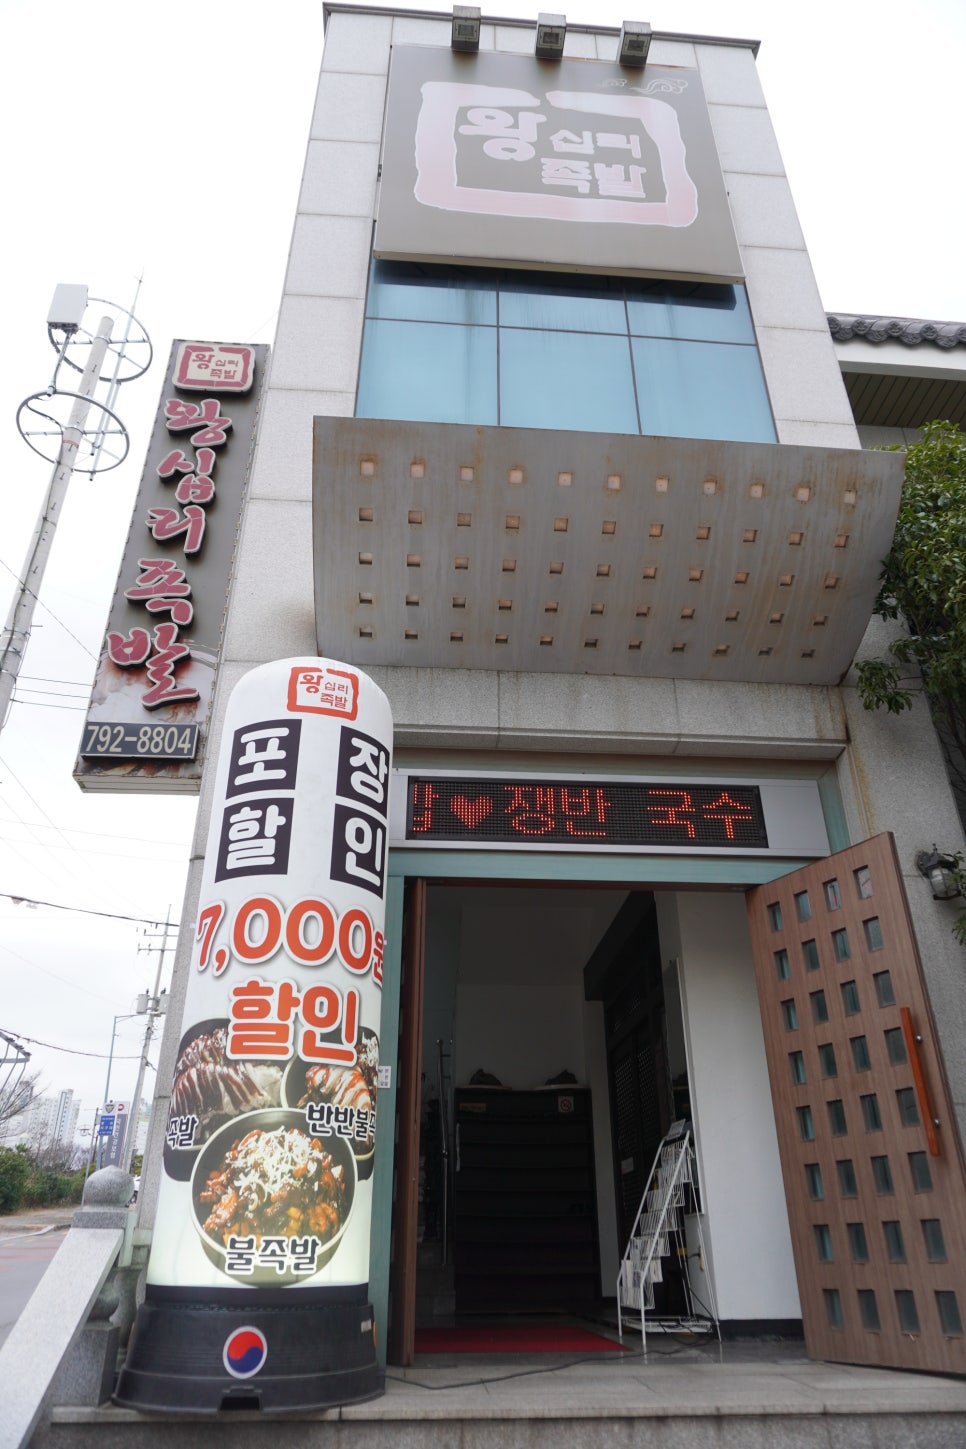 왕십리
족발
왕십리
족발
왕십리족발
792-8804
왕십리
족발
포장
할인
7,000원
할인
족발
반반불족
불족발
♥쟁반 국수